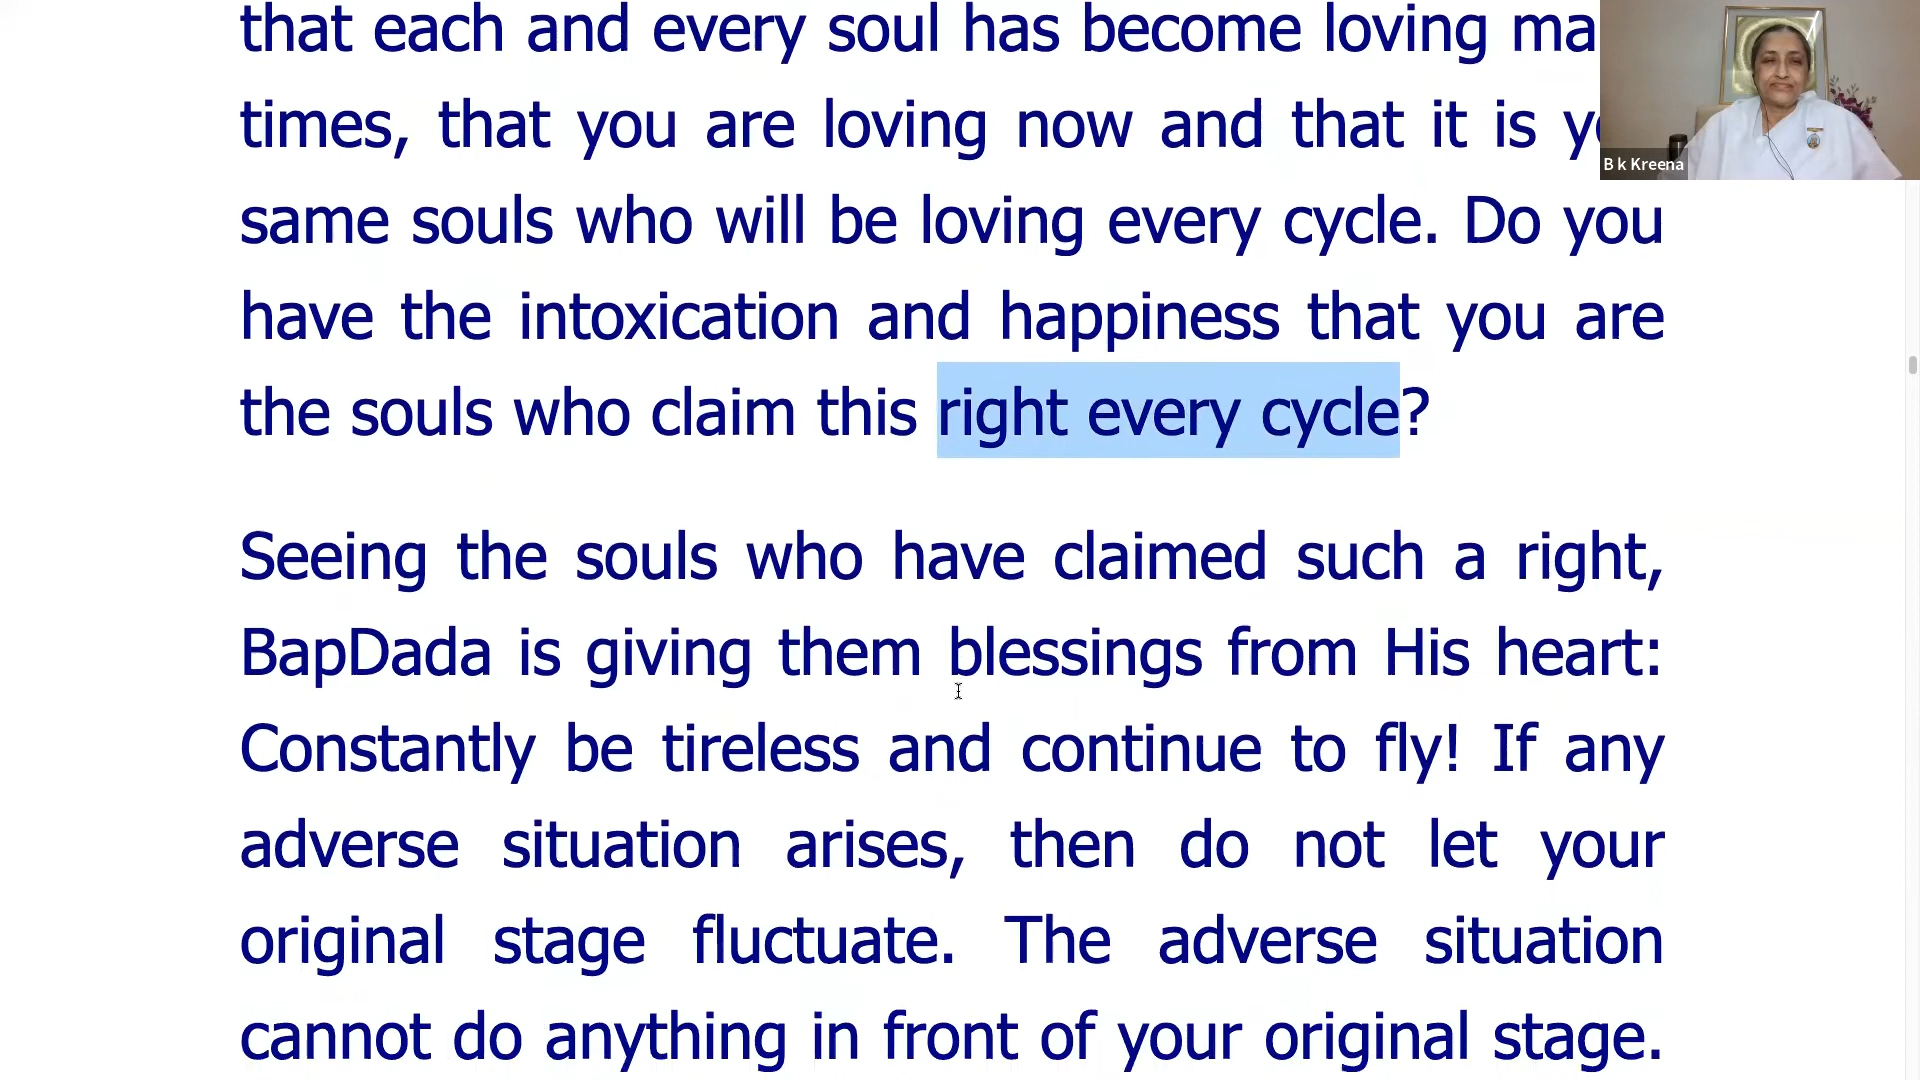 that each and every soul has become loving
times, that you are loving now and that it is
same souls who will be loving every cycle. Do you
have the intoxication and happiness that you are
the souls who claim this right every cycle?
Seeing the souls who have claimed such a right,
BapDada is giving them blessings from His heart:
Constantly be tireless and continue to fly! If any
adverse situation arises, then do not let your
original stage fluctuate. The adverse situation
cannot do anything in front of your original stage.
B k Kreena